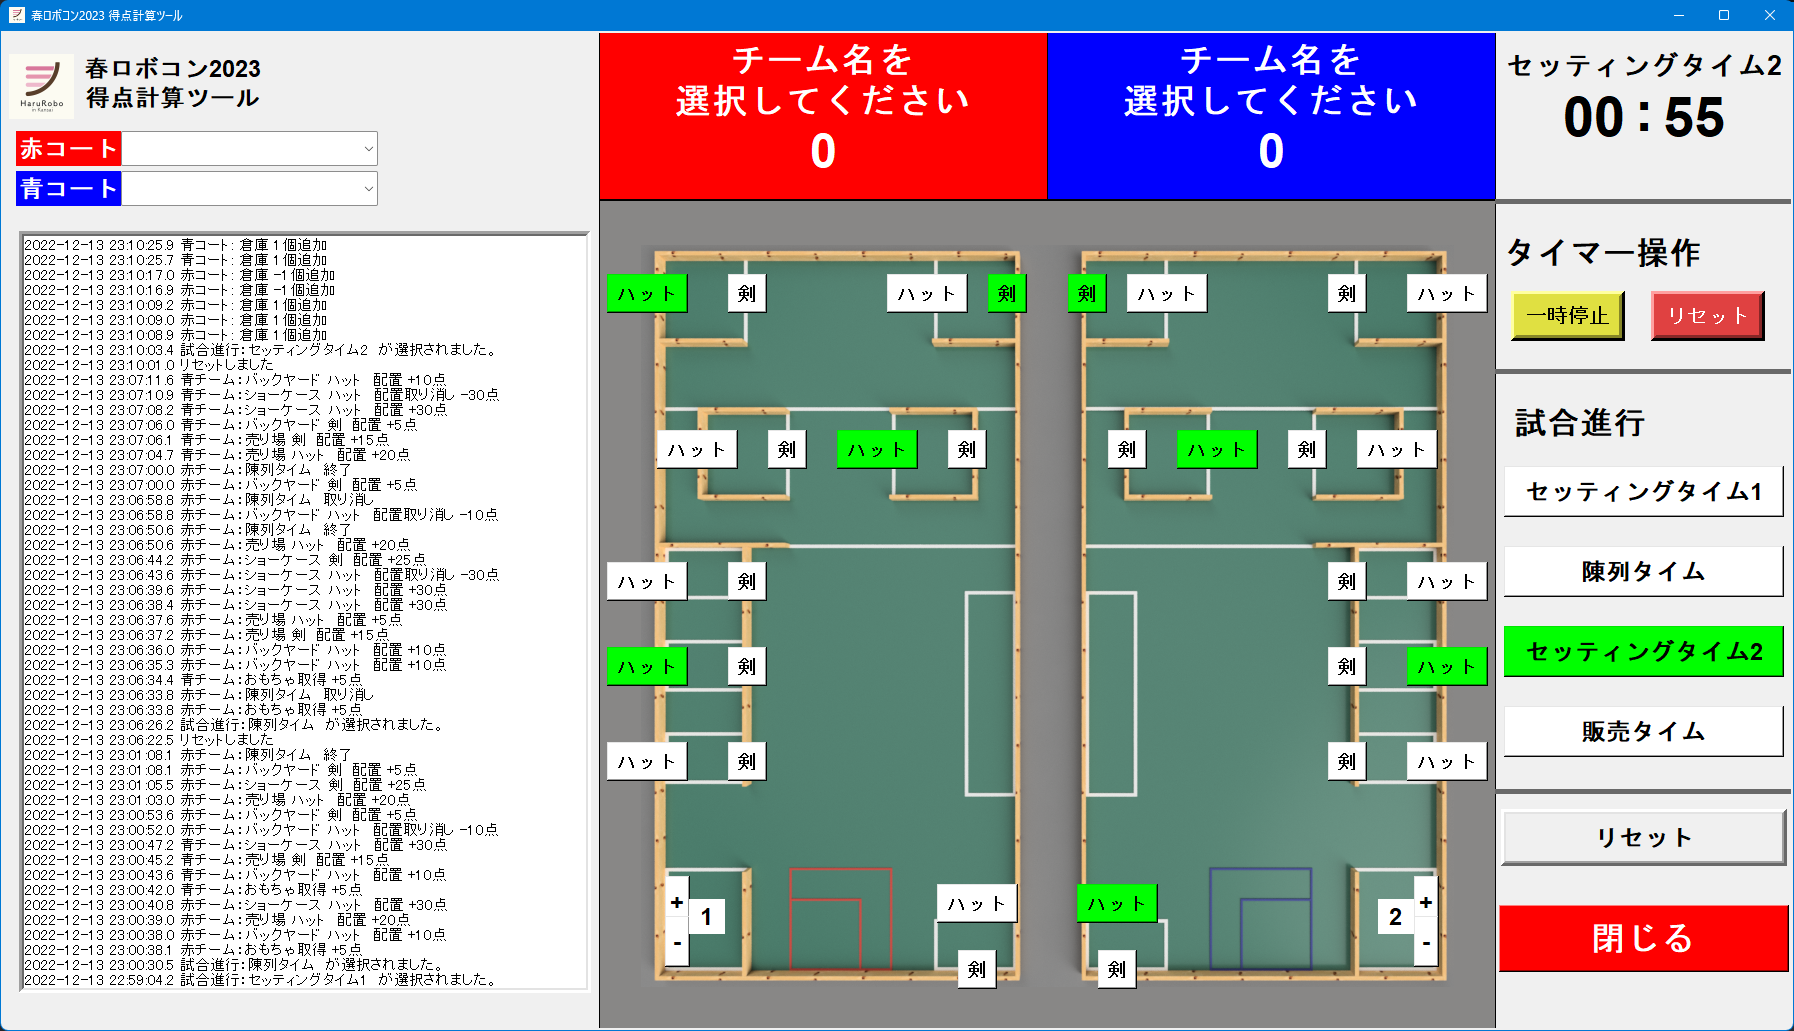 春ロボコン2023 得点計算ツール
HaruRobo
in Kansai
春ロボコン2023
得点計算ツール
赤コート
青コート
2022-12-13 23:10:25.9 青コート: 倉庫 1 個追加
2022-12-13 23:10:25.7 青コート: 倉庫 1 個追加
2022-12-13 23:10:17.0 赤コート: 倉庫 -1 個追加
2022-12-13 23:10:16.9 赤コート: 倉庫 -1 個追加
2022-12-13 23:10:09.2 赤コート: 倉庫 1 個追加
2022-12-13 23:10:09.0 赤コート: 倉庫 1 個追加
2022-12-13 23:10:08.9 赤コート: 倉庫 1 個追加
2022-12-13 23:10:03.4 試合進行:セッティングタイム2 が選択されました。
2022-12-13 23:10:01.0 リセットしました
2022-12-13 23:07:11.6 青チーム:バックヤード ハット 配置 +10点
2022-12-13 23:07:10.9 青チーム:ショーケース ハット 配置取り消し -30点
2022-12-13 23:07:08.2 青チーム:ショーケース ハット 配置 +30点
2022-12-13 23:07:06.0 青チーム:バックヤード 剣 配置 +5点
2022-12-13 23:07:06.1 青チーム:売り場 剣 配置 +15点
2022-12-13 23:07:04.7 青チーム:売り場 ハット 配置 +20点
2022-12-13 23:07:00.0 赤チーム:陳列タイム 終了
2022-12-13 23:07:00.0 赤チーム:バックヤード 剣 配置 +5点
2022-12-13 23:06:58.8 赤チーム:陳列タイム 取り消し
2022-12-13 23:06:58.8 赤チーム:バックヤード ハット 配置取り消し -10点
2022-12-13 23:06:50.6 赤チーム:陳列タイム 終了
2022-12-13 23:06:50.6 赤チーム:売り場 ハット 配置 +20点
2022-12-13 23:06:44.2 赤チーム:ショーケース 剣 配置 +25点
2022-12-13 23:06:43.6 赤チーム:ショーケース ハット 配置取り消し -30点
2022-12-13 23:06:39.6 赤チーム:ショーケース ハット 配置 +30点
2022-12-13 23:06:38.4 赤チーム:ショーケース ハット 配置 +30点
2022-12-13 23:06:37.6 赤チーム:売り場 ハット 配置 +5点
2022-12-13 23:06:37.2 赤チーム:売り場 剣 配置 +15点
2022-12-13 23:06:36.0 赤チーム:バックヤード ハット 配置 +10点
2022-12-13 23:06:35.3 赤チーム:バックヤード ハット 配置 +10点
2022-12-13 23:06:34.4 青チーム:おもちゃ取得 +5点
2022-12-13 23:06:33.8 赤チーム:陳列タイム 取り消し
2022-12-13 23:06:33.8 赤チーム:おもちゃ取得 +5点
2022-12-13 23:06:26.2 試合進行:陳列タイム が選択されました。
2022-12-13 23:06:22.5 リセットしました
2022-12-13 23:01:08.1 赤チーム:陳列タイム 終了
2022-12-13 23:01:08.1 赤チーム:バックヤード 剣 配置 +5点
2022-12-13 23:01:05.5 赤チーム:ショーケース 剣 配置 +25点
2022-12-13 23:01:03.0 赤チーム:売り場 ハット 配置 +20点
2022-12-13 23:00:53.6 赤チーム:バックヤード 剣 配置 +5点
2022-12-13 23:00:52.0 赤チーム:バックヤード ハット 配置取り消し -10点
2022-12-13 23:00:47.2 青チーム:ショーケース ハット 配置 +30点
2022-12-13 23:00:45.2 青チーム:売り場 剣 配置 +15点
2022-12-13 23:00:43.6 青チーム:バックヤード ハット 配置 +10点
2022-12-13 23:00:42.0 青チーム:おもちゃ取得 +5点
2022-12-13 23:00:40.8 赤チーム:ショーケース ハット 配置 +30点
2022-12-13 23:00:39.0 赤チーム:売り場 ハット 配置 +20点
2022-12-13 23:00:38.0 赤チーム:バックヤード ハット 配置 +10点
2022-12-13 23:00:38.1 赤チーム:おもちゃ取得 +5点
2022-12-13 23:00:30.5 試合進行:陳列タイム が選択されました。
2022-12-13 22:59:04.2 試合進行:セッティングタイム1 が選択されました。
チーム名を
選択してください
0
チーム名を
選択してください
0
ハット 剣 ハット 剣 剣 ハット 剣 ハット
ハット 剣 ハット 剣 剣 ハット 剣 ハット
ハット 剣 剣 ハット
ハット 剣 剣 ハット
ハット 剣 剣 ハット
+ 1 - ハット ハット 2 + -
剣 剣
セッティングタイム2
00:55
タイマー操作
一時停止 リセット
試合進行
セッティングタイム1
陳列タイム
セッティングタイム2
販売タイム
リセット
閉じる